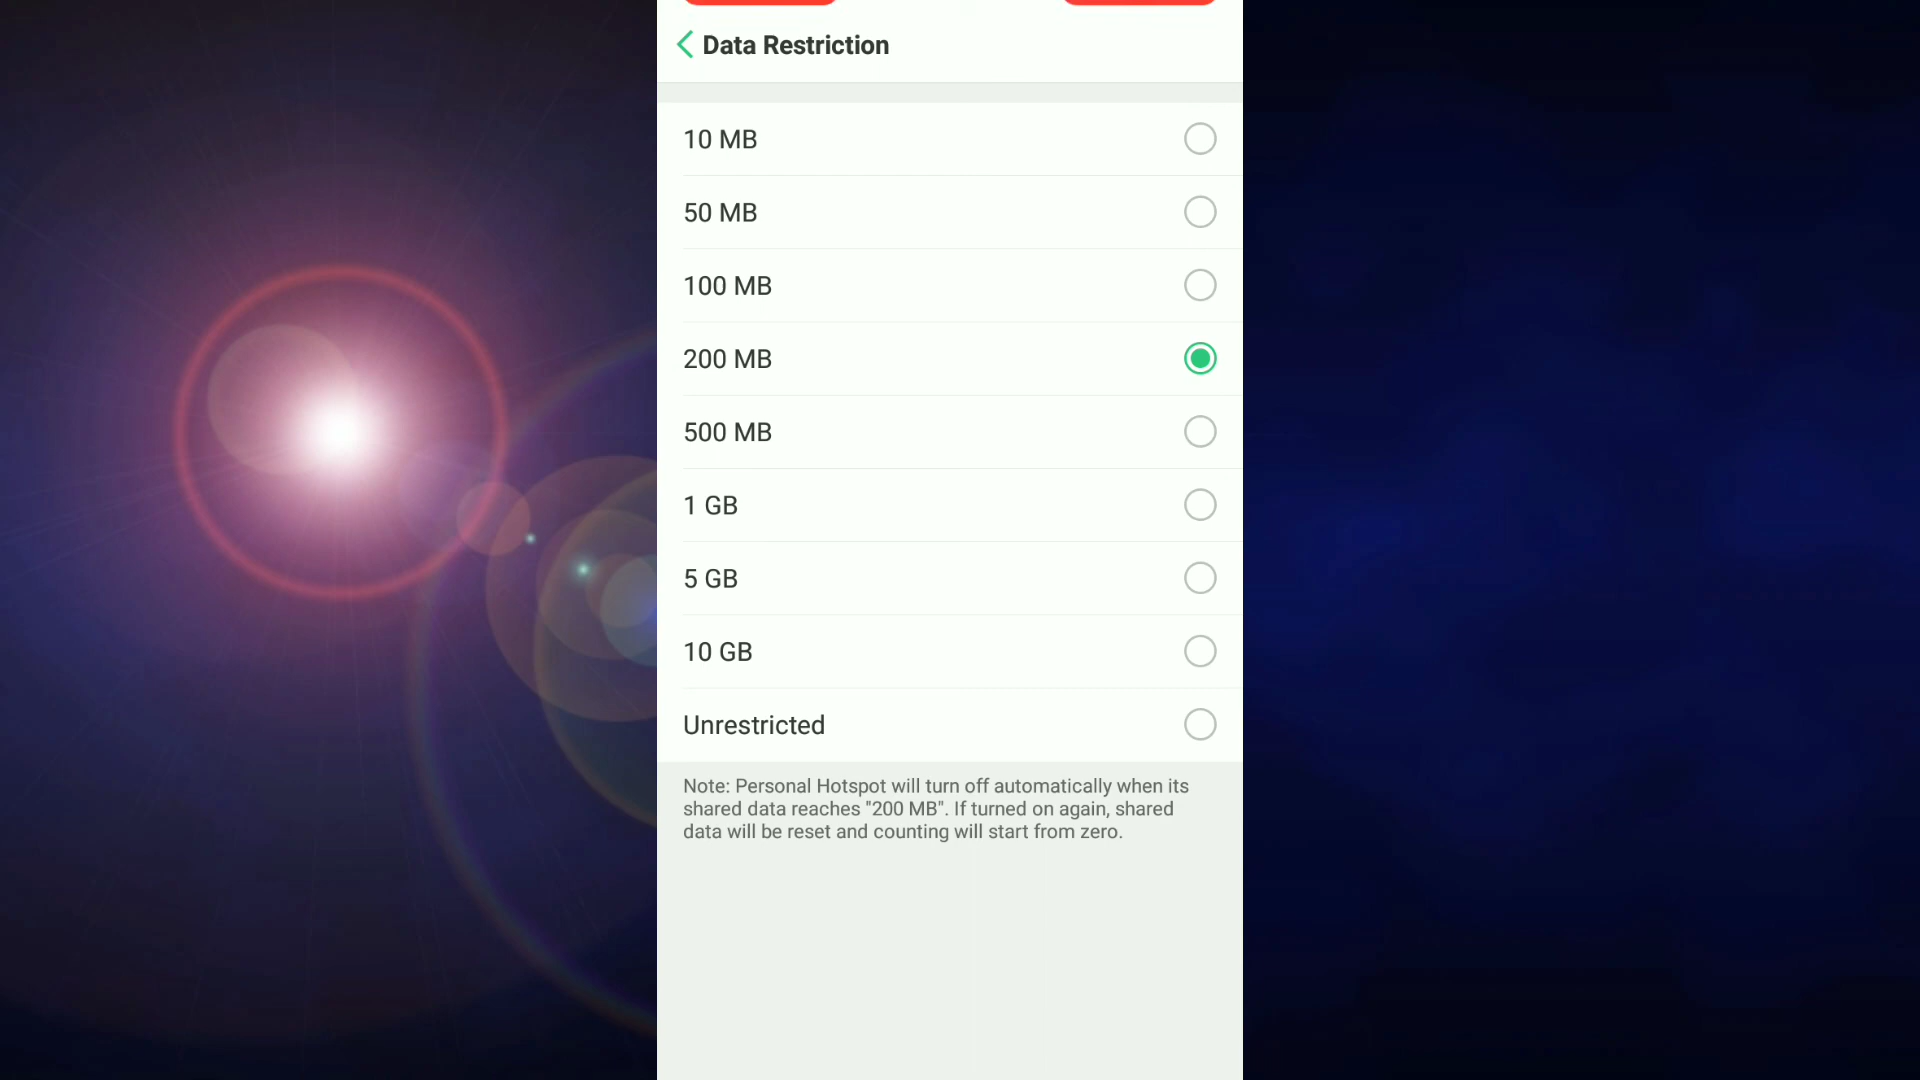 Data Restriction
10 MB
50 MB
100 MB
200 MB
500 MB
1 GB
5 GB
10 GB
Unrestricted
Note: Personal Hotspot will turn off automatically when its
shared data reaches "200 MB". If turned on again, shared
data will be reset and counting will start from zero.